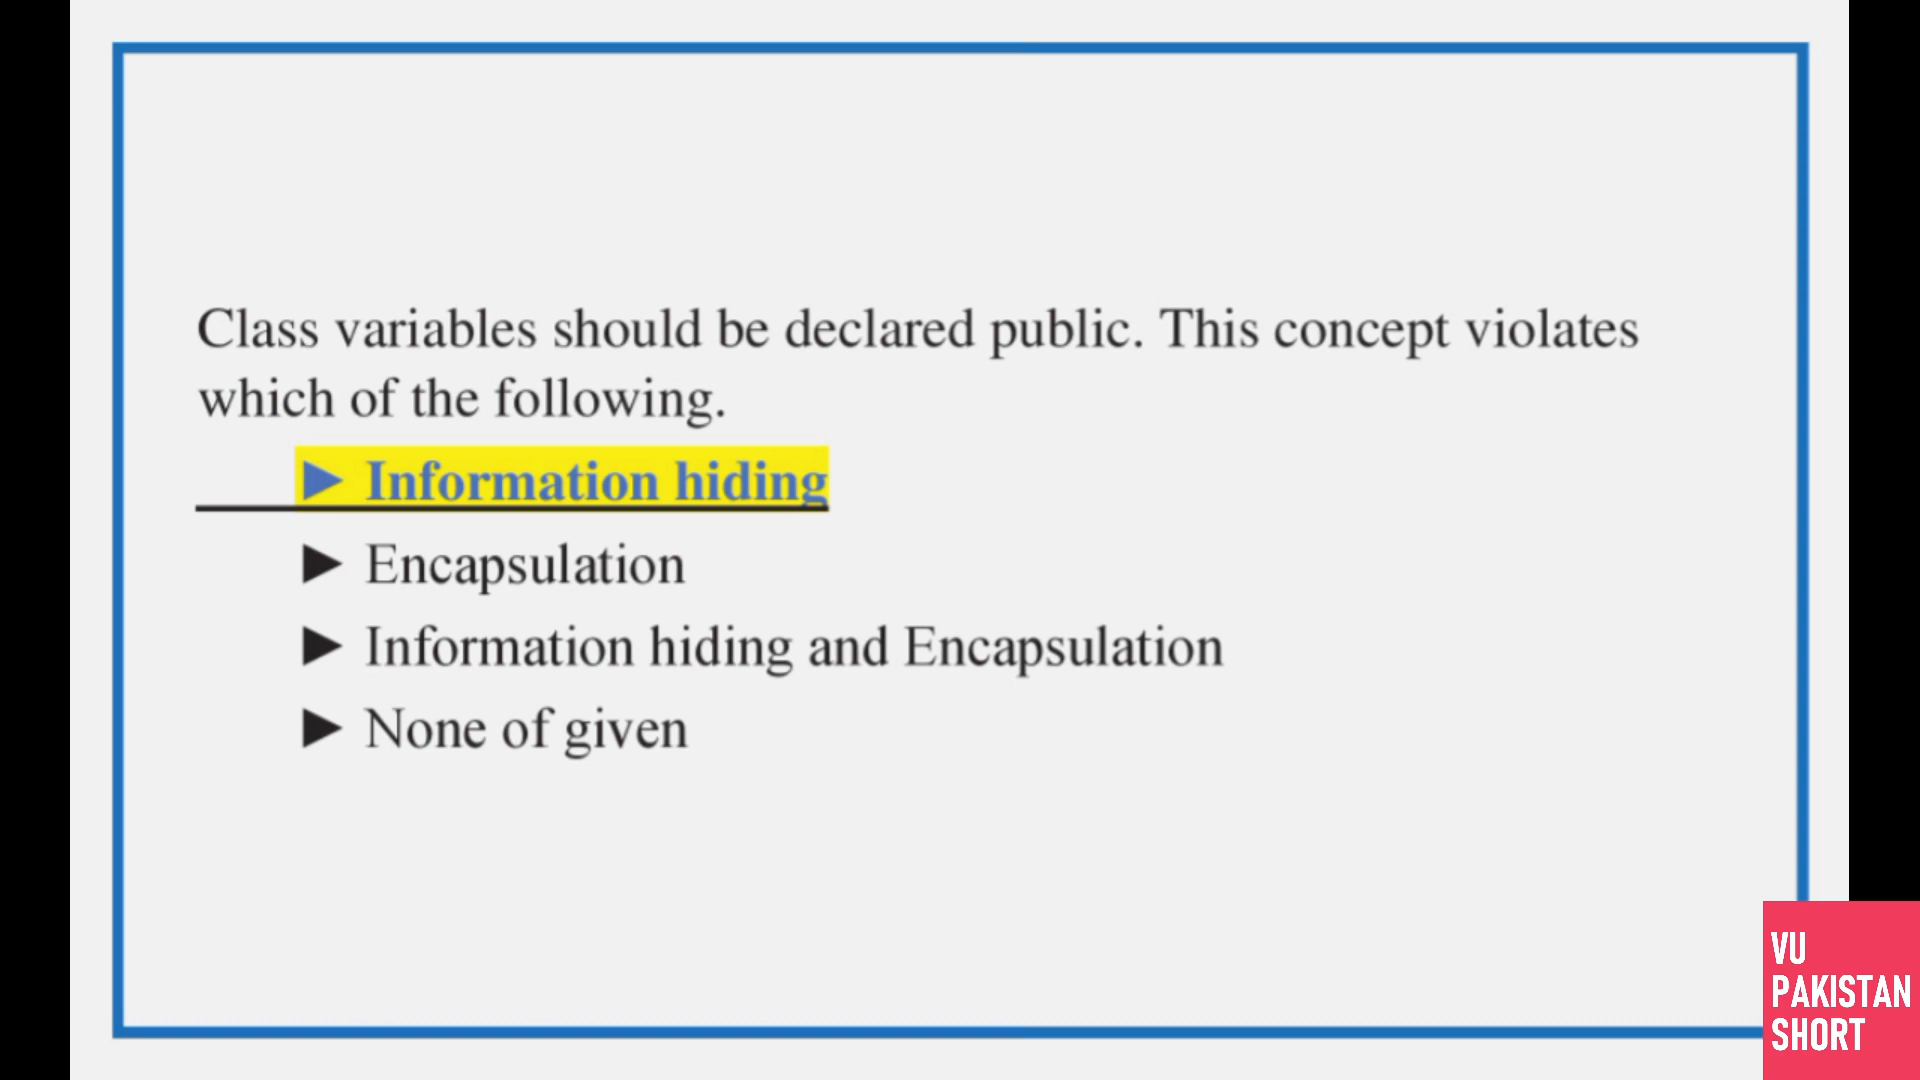 Class variables should be declared public. This concept violates
which of the following.
► Information hiding
► Encapsulation
► Information hiding and Encapsulation
► None of given
VU
PAKISTAN
SHORT